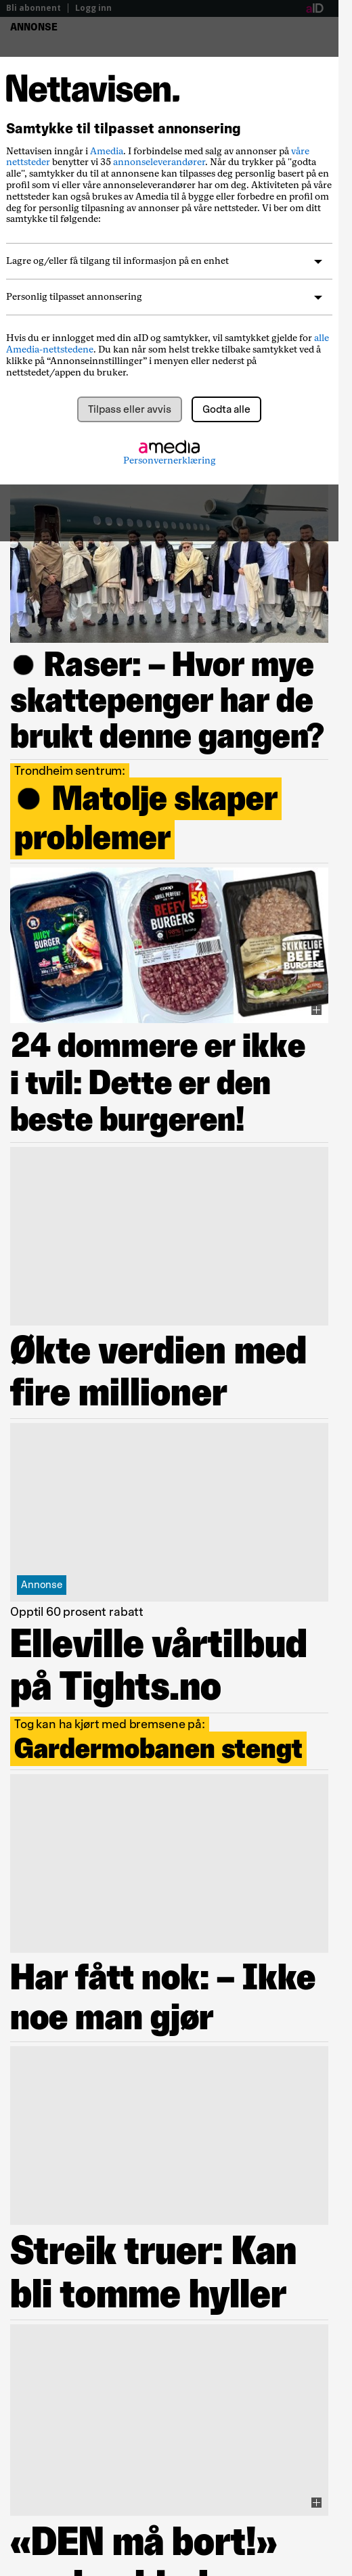 Bli abonnent | Logg inn
aID
ANNONSE
Nettavisen.
Samtykke til tilpasset annonsering
Nettavisen inngår i Amedia. I forbindelse med salg av annonser på våre
nettsteder benytter vi 35 annonseleverandører. Når du trykker på "godta
alle", samtykker du til at annonsene kan tilpasses deg personlig basert på en
profil som vi eller våre annonseleverandører har om deg. Aktiviteten på våre
nettsteder kan også brukes av Amedia til å bygge eller forbedre en profil om
deg for personlig tilpasning av annonser på våre nettsteder. Vi ber om ditt
samtykke til følgende:
Lagre og/eller få tilgang til informasjon på en enhet
Personlig tilpasset annonsering
Hvis du er innlogget med din aID og samtykker, vil samtykket gjelde for alle
Amedia-nettstedene. Du kan når som helst trekke tilbake samtykket ved å
klikke på “Annonseinnstillinger” i menyen eller nederst på
nettstedet/appen du bruker.
Tilpass eller avvis
Godta alle
amedia
Personvernerklæring
Raser: – Hvor mye
skattepenger har de
brukt denne gangen?
Trondheim sentrum:
Matolje skaper
problemer
JUICY
BURGER
coop
GRILL PERFEKT
BEEFY
BURGERS
SKIKKELIGE
BEEF
BURGERE
24 dommere er ikke
i tvil: Dette er den
beste burgeren!
Økte verdien med
fire millioner
Annonse
Opptil 60 prosent rabatt
Elleville vårtilbud
på Tights.no
Tog kan ha kjørt med bremsene på:
Gardermobanen stengt
Har fått nok: – Ikke
noe man gjør
Streik truer: Kan
bli tomme hyller
«DEN må bort!»